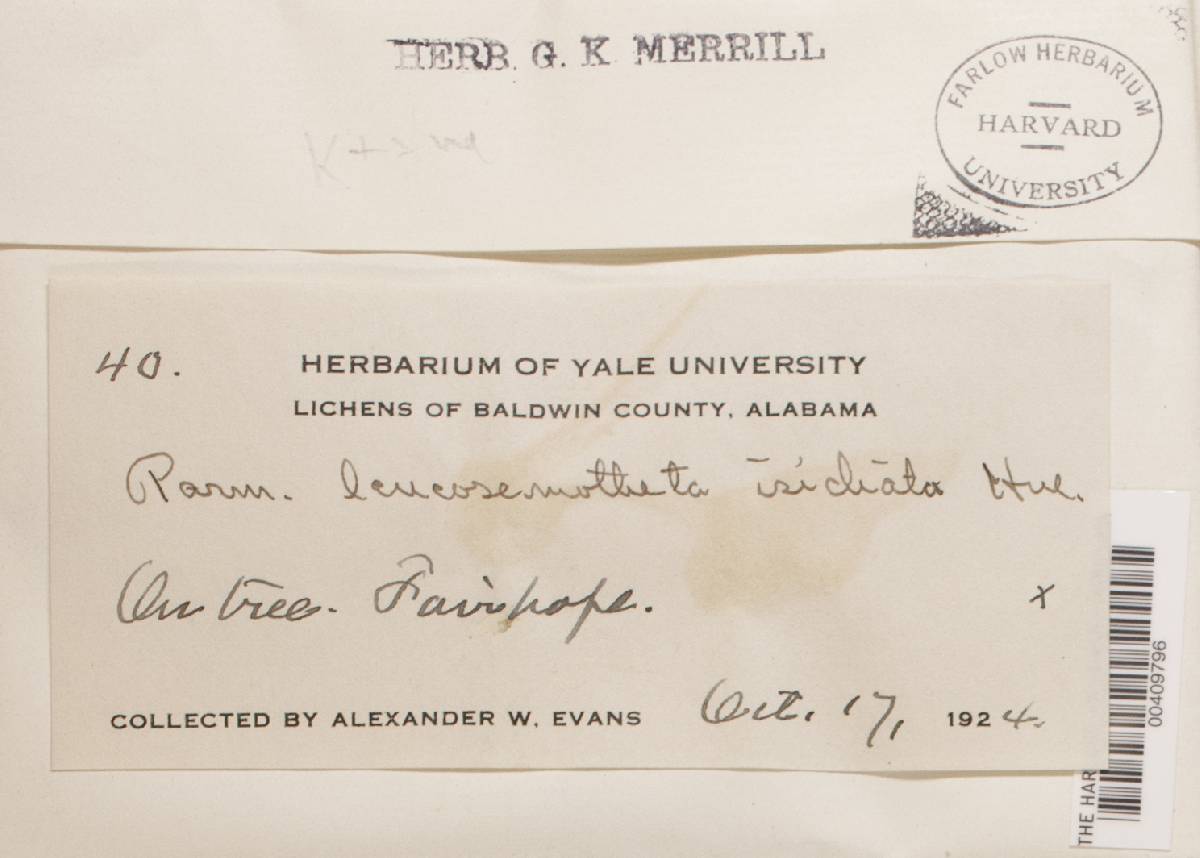 HERB. G. K MERRILL
FARLOW HERBARIUM
HARVARD
UNIVERSITY
K+
40.
HERBARIUM OF YALE UNIVERSITY
LICHENS OF BALDWIN COUNTY, ALABAMA
Parm. leucosemotheta isidiata Hue.
On tree. Fairhope.
x
COLLECTED BY ALEXANDER W. EVANS Oct. 17, 1924.
00409796
THE HAR